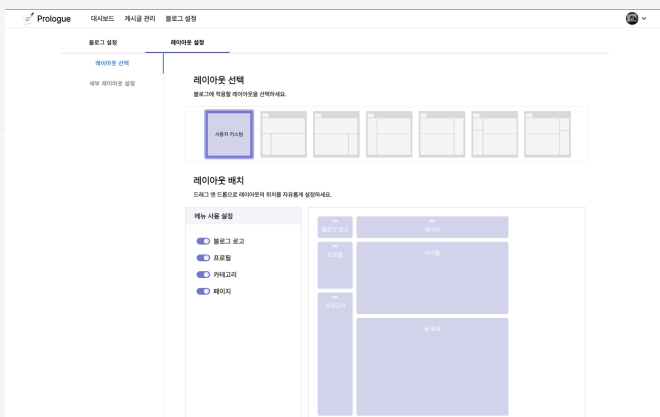 Prologue
대시보드 게시글 관리 블로그 설정
블로그 설정
레이아웃 설정
레이아웃 선택
세부 레이아웃 설정
레이아웃 선택
블로그에 적용할 레이아웃을 선택하세요.
사용자 커스텀
레이아웃 배치
드래그 앤 드롭으로 레이아웃의 위치를 자유롭게 설정하세요.
메뉴 사용 설정
블로그 로고
프로필
카테고리
페이지
블로그 로고
페이지
프로필
타이틀
카테고리
글 목록